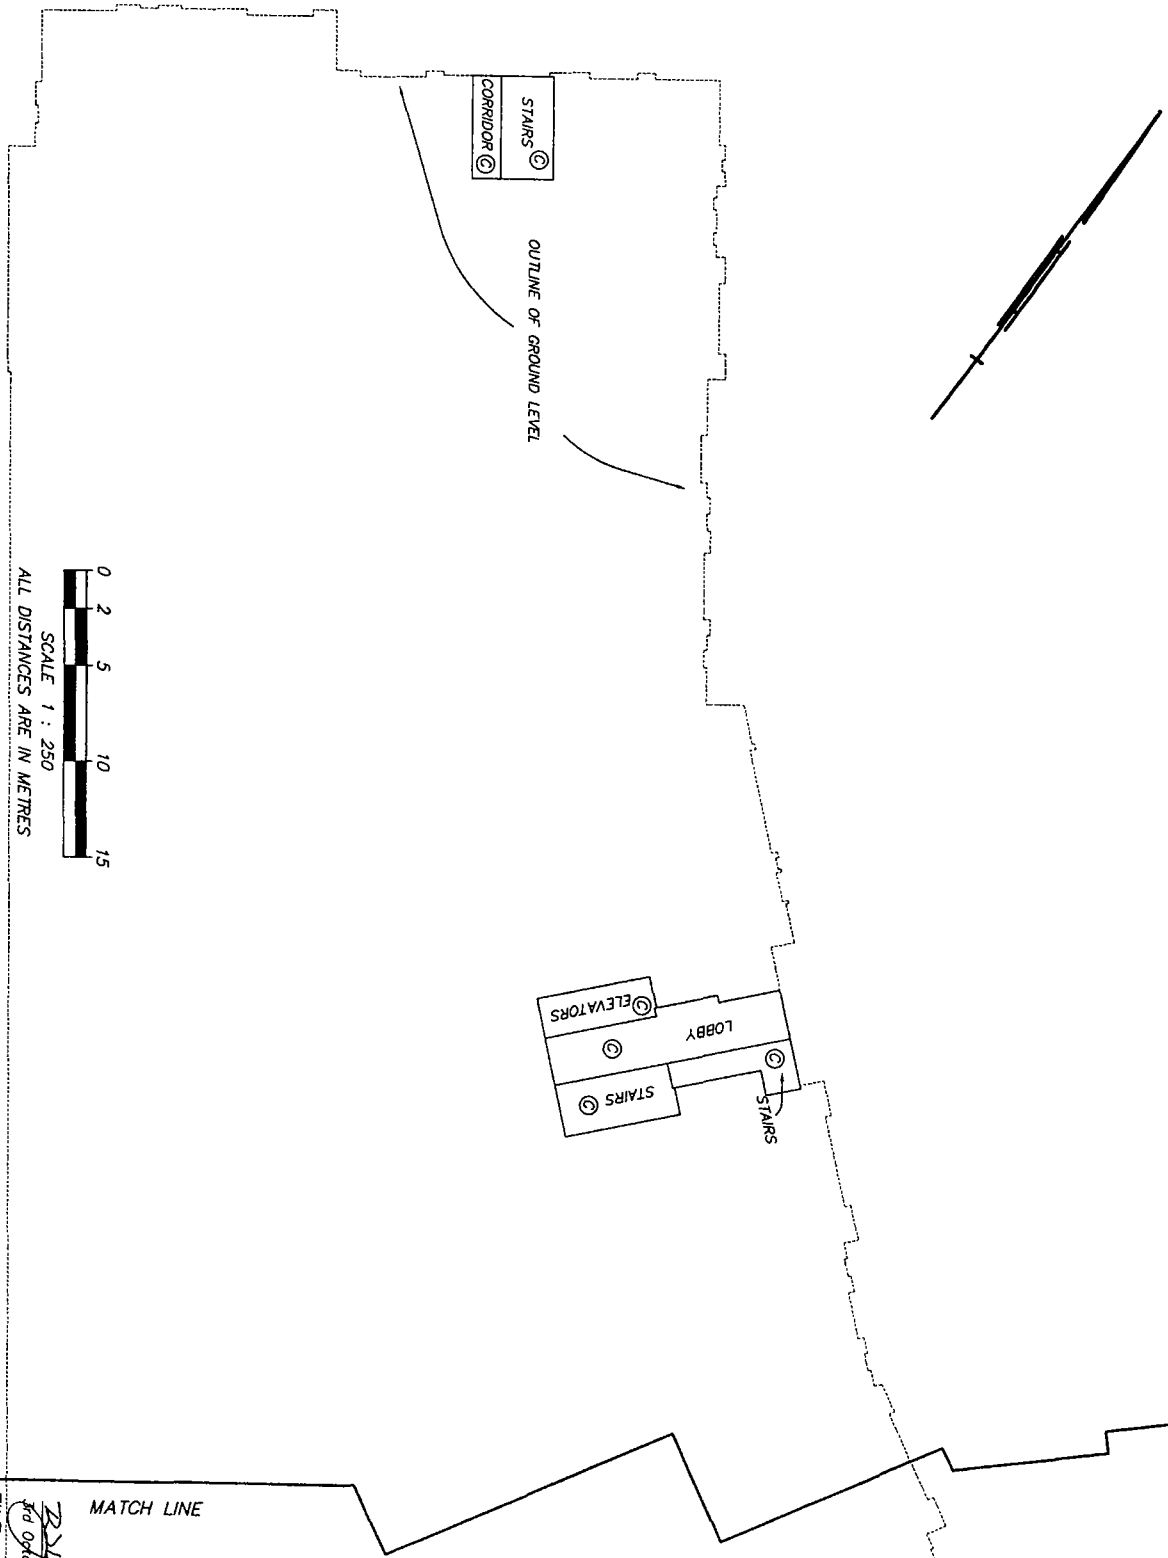 CORRIDOR ©
STAIRS ©
OUTLINE OF GROUND LEVEL
0 2 5 10 15
SCALE 1 : 250
ALL DISTANCES ARE IN METRES
ELEVATORS ©
LOBBY
©
©
STAIRS
STAIRS ©
MATCH LINE
3rd